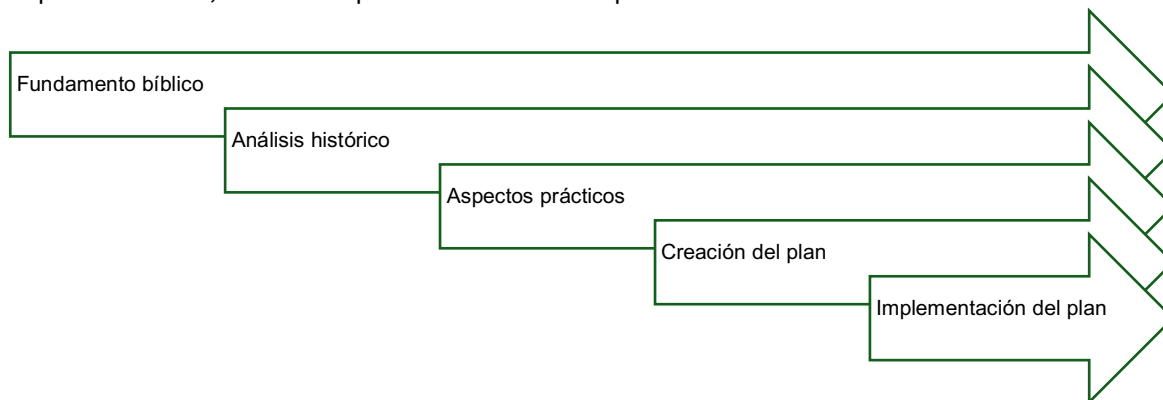 Fundamento bíblico
Análisis histórico
Aspectos prácticos
Creación del plan
Implementación del plan